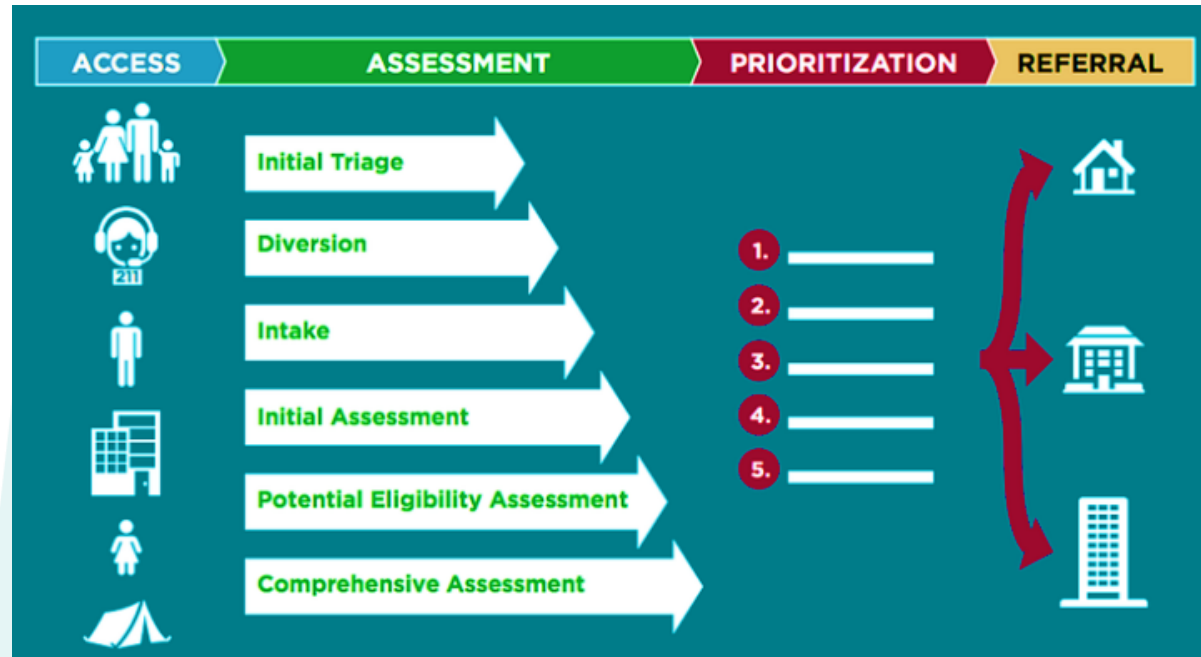 ACCESS ASSESSMENT PRIORITIZATION REFERRAL
Initial Triage
Diversion
211
Intake
Initial Assessment
Potential Eligibility Assessment
Comprehensive Assessment
1.
2.
3.
4.
5.